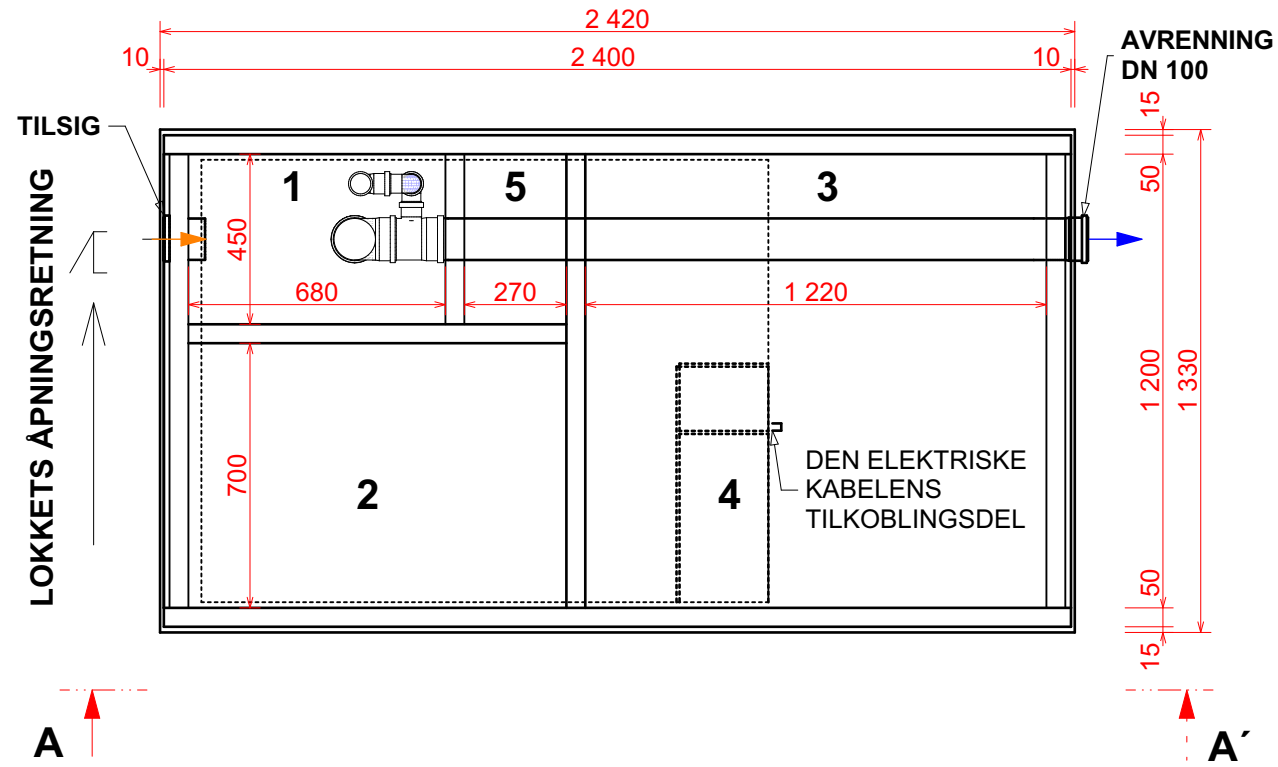 2 420
10
2 400
10
AVRENNING
DN 100
TILSIG
15
LOKKETS ÅPNINGSRETNING
1
5
3
50
450
680
270
1 220
1 200
1 330
700
2
4
DEN ELEKTRISKE
KABELENS
TILKOBLINGSDEL
50
15
A
A´